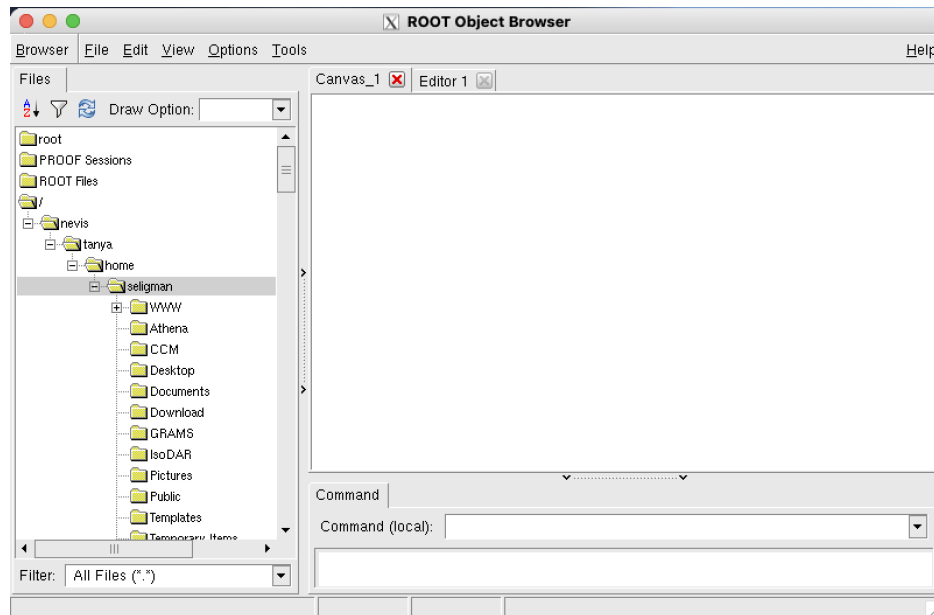 ROOT Object Browser
Browser File Edit View Options Tools Help
Files
Canvas_1 Editor 1
Draw Option:
root
PROOF Sessions
ROOT Files
/
nevis
tanya
home
seligman
WWW
Athena
CCM
Desktop
Documents
Download
GRAMS
IsoDAR
Pictures
Public
Templates
Temporary Items
Command
Command (local):
Filter: All Files (*.*)